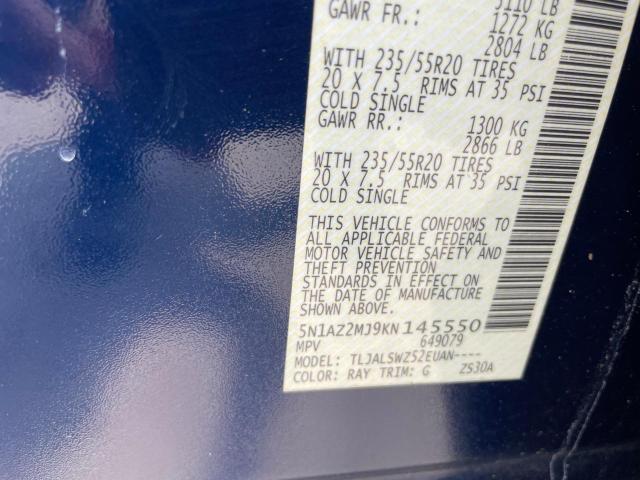 5110 LB
GAWR FR.: 1272 KG
2804 LB
WITH 235/55R20 TIRES
20 X 7.5 RIMS AT 35 PSI
COLD SINGLE
GAWR RR.: 1300 KG
2866 LB
WITH 235/55R20 TIRES
20 X 7.5 RIMS AT 35 PSI
COLD SINGLE
THIS VEHICLE CONFORMS TO
ALL APPLICABLE FEDERAL
MOTOR VEHICLE SAFETY AND
THEFT PREVENTION
STANDARDS IN EFFECT ON
THE DATE OF MANUFACTURE
SHOWN ABOVE.
5N1AZ2MJ9KN145550
MPV 649079
MODEL: TLJALSWZ52EUAN----
COLOR: RAY TRIM: G ZS30A